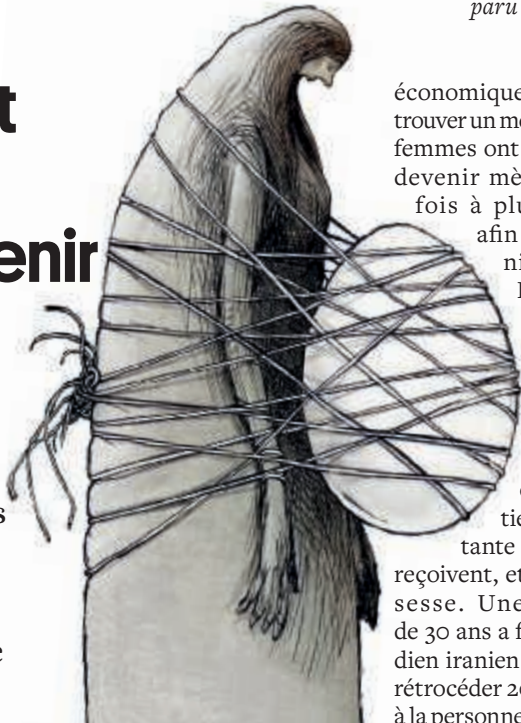 t
enir
s
e
paru
économique
trouver un me
femmes ont
devenir mè
fois à plu
afin
ni
tie
tante
reçoivent, et
sesse. Une
de 30 ans a f
dien iranien
rétrocéder 20
à la personne